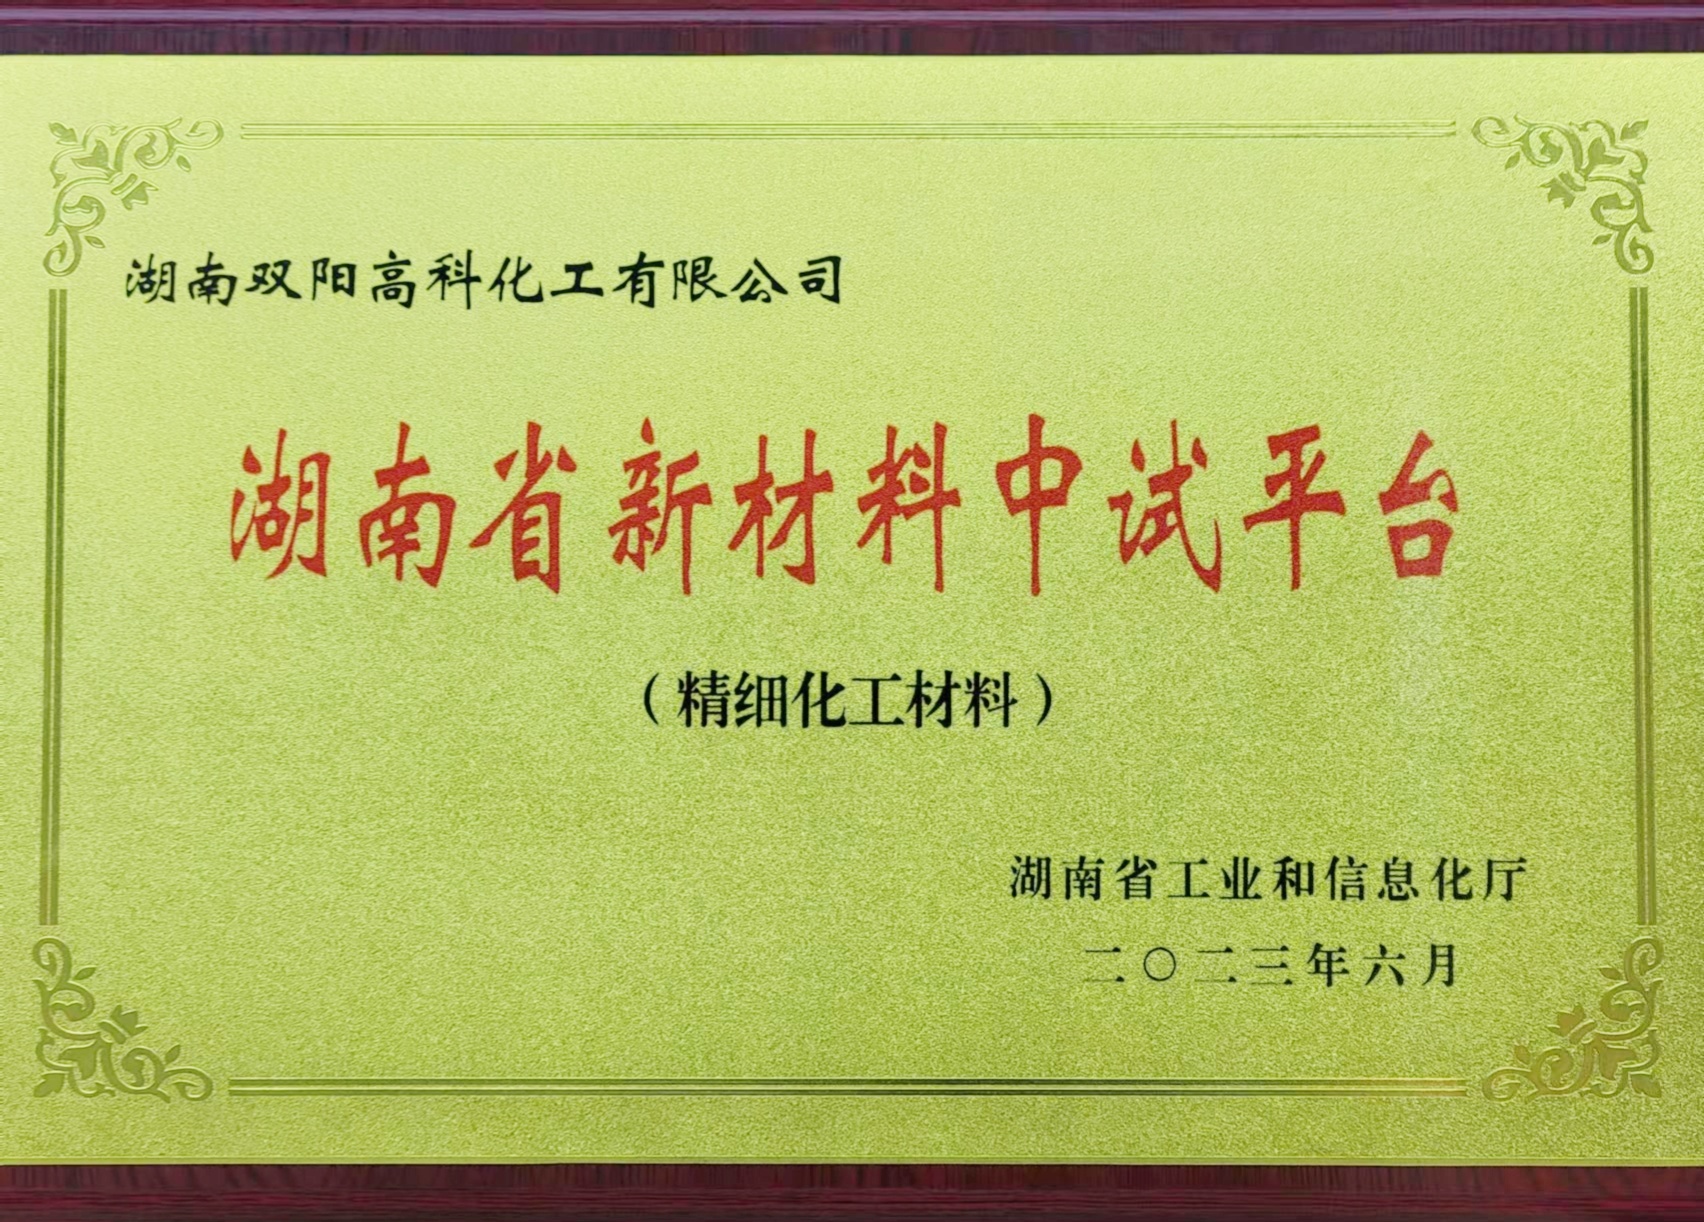 湖南双阳高科化工有限公司
湖南省新材料中试平台
（精细化工材料）
湖南省工业和信息化厅
二〇二三年六月